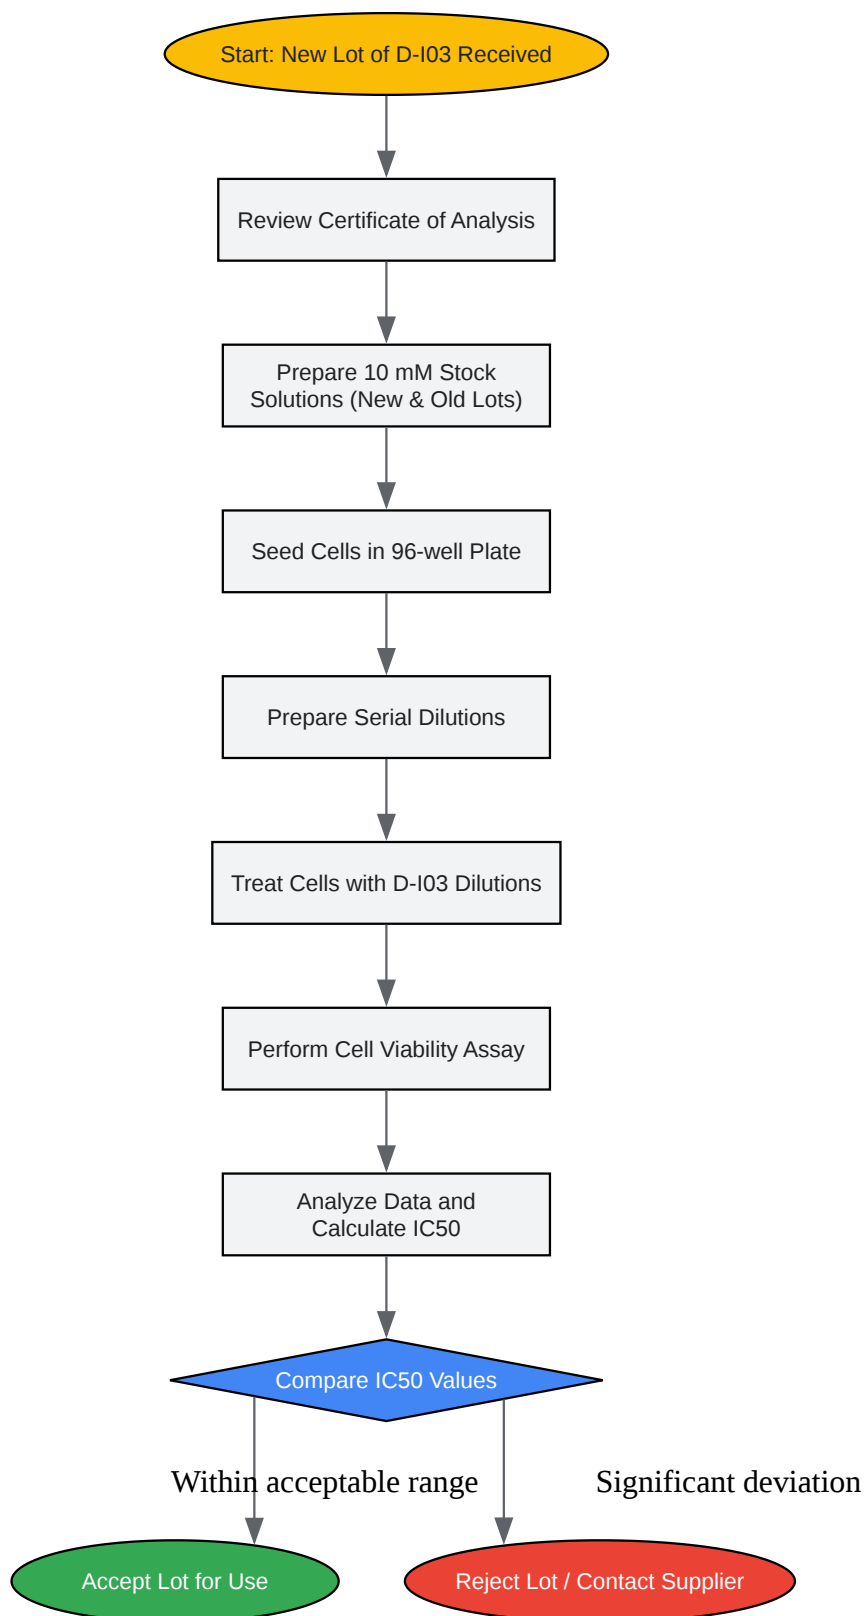 Start: New Lot of D-I03 Received
Review Certificate of Analysis
Prepare 10 mM Stock
Solutions (New & Old Lots)
Seed Cells in 96-well Plate
Prepare Serial Dilutions
Treat Cells with D-I03 Dilutions
Perform Cell Viability Assay
Analyze Data and
Calculate IC50
Compare IC50 Values
Within acceptable range
Significant deviation
Accept Lot for Use
Reject Lot / Contact Supplier